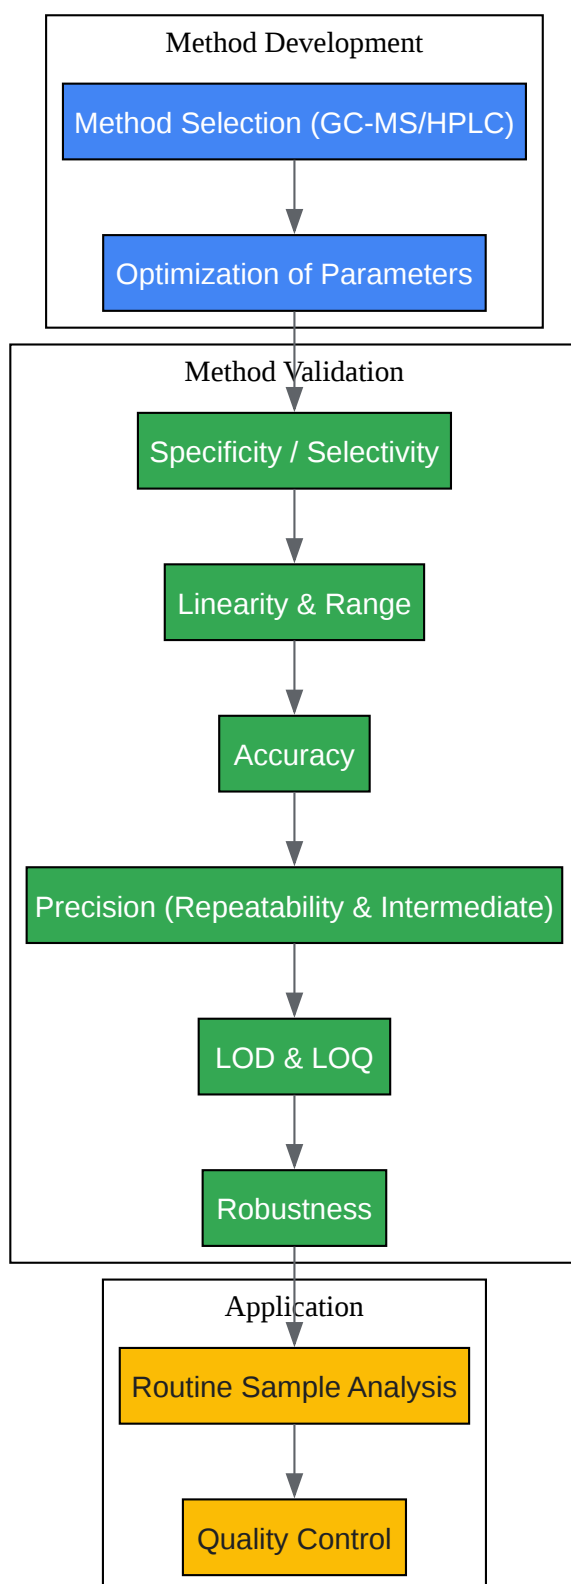 Method Development
Method Selection (GC-MS/HPLC)
Optimization of Parameters
Method Validation
Specificity / Selectivity
Linearity & Range
Accuracy
Precision (Repeatability & Intermediate)
LOD & LOQ
Robustness
Application
Routine Sample Analysis
Quality Control